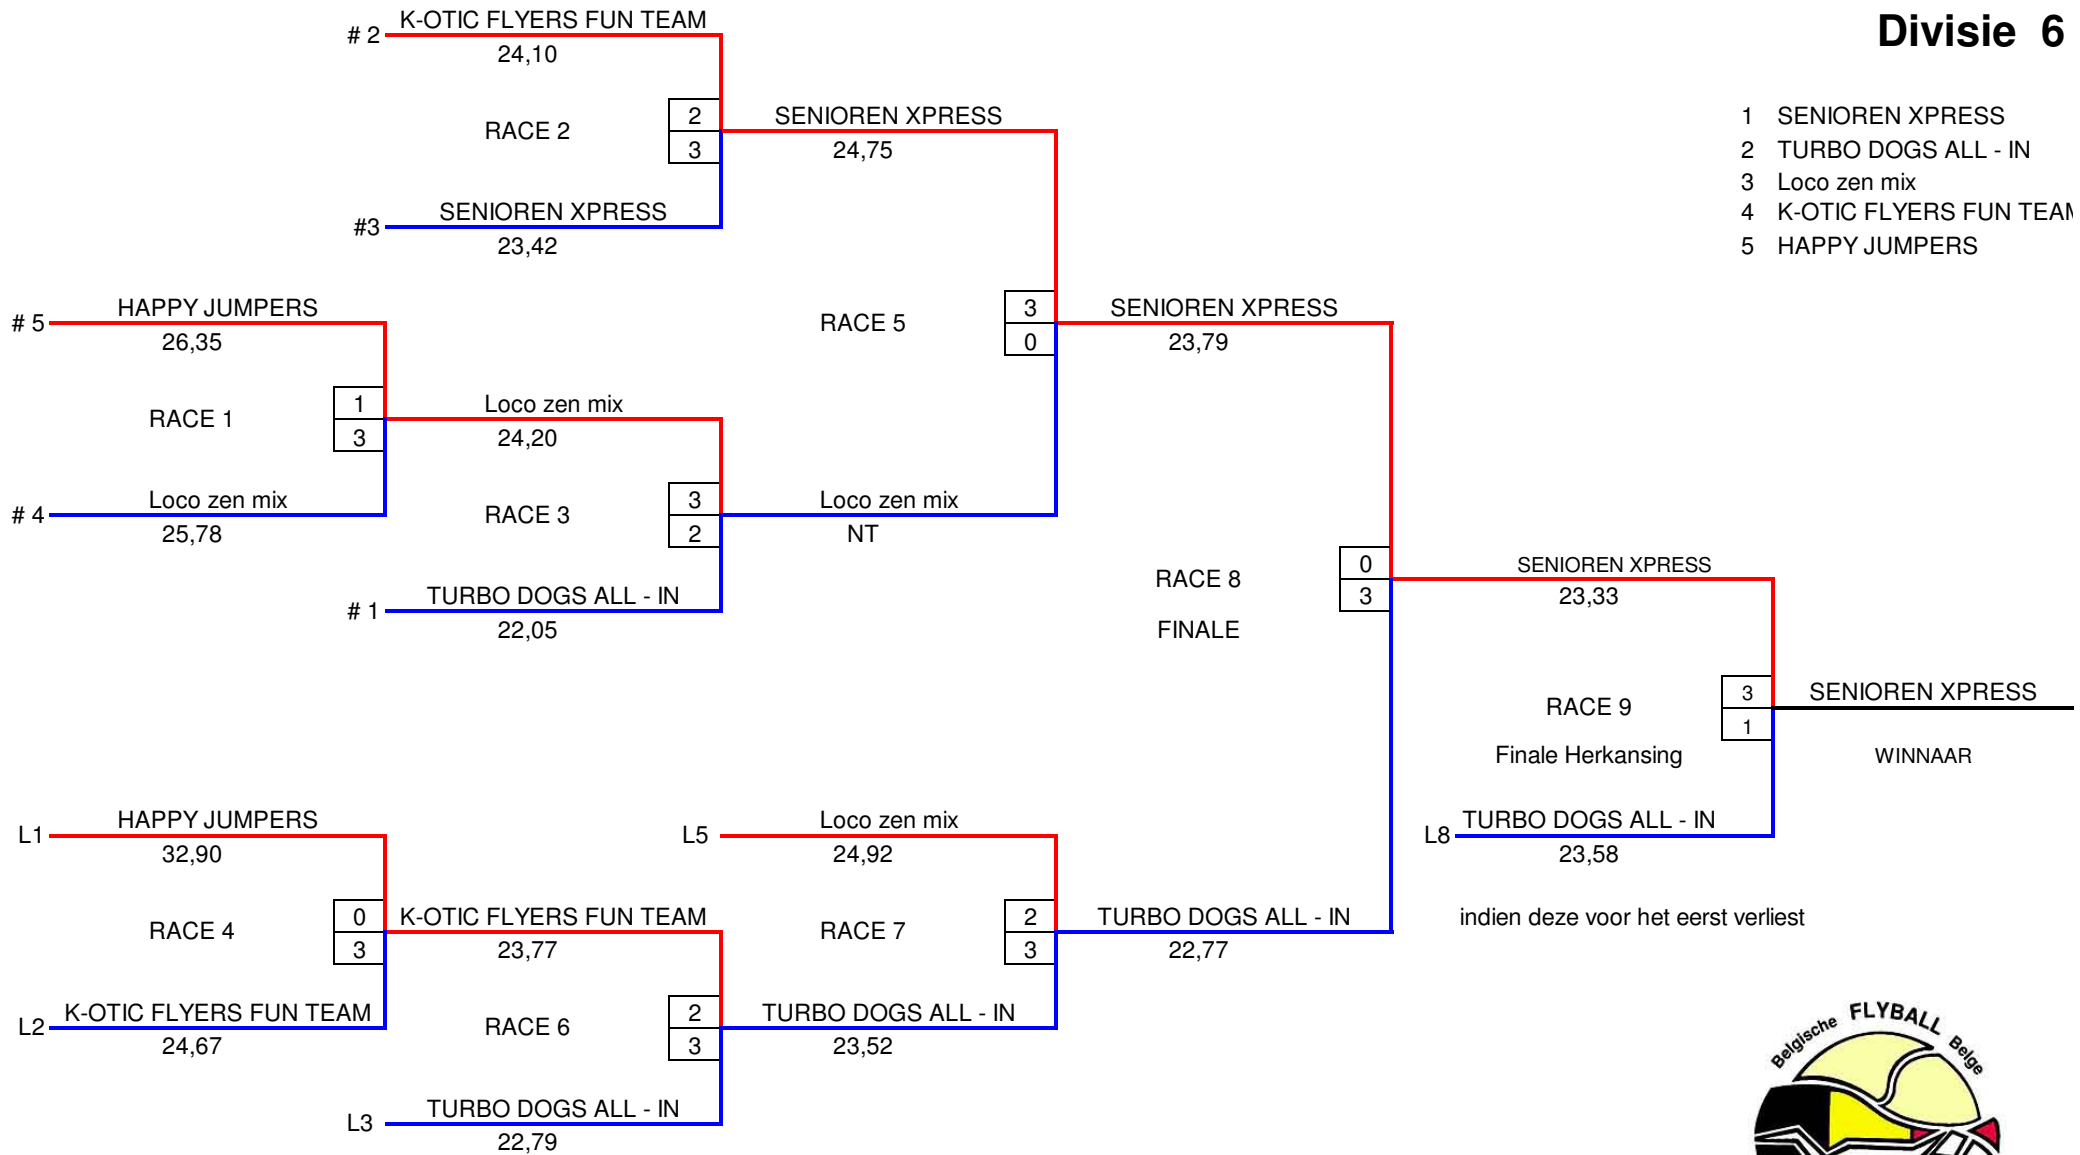 Divisie 6
1 SENIOREN XPRESS
2 TURBO DOGS ALL - IN
3 Loco zen mix
4 K-OTIC FLYERS FUN TEAM
5 HAPPY JUMPERS
# 2 K-OTIC FLYERS FUN TEAM
24,10
RACE 2
2
3
#3 SENIOREN XPRESS
23,42
SENIOREN XPRESS
24,75
# 5 HAPPY JUMPERS
26,35
RACE 1
1
3
# 4 Loco zen mix
25,78
Loco zen mix
24,20
RACE 3
3
2
# 1 TURBO DOGS ALL - IN
22,05
Loco zen mix
NT
RACE 5
3
0
SENIOREN XPRESS
23,79
RACE 8
FINALE
0
3
SENIOREN XPRESS
23,33
RACE 9
Finale Herkansing
3
1
SENIOREN XPRESS
WINNAAR
L8 TURBO DOGS ALL - IN
23,58
indien deze voor het eerst verliest
L1 HAPPY JUMPERS
32,90
RACE 4
0
3
L2 K-OTIC FLYERS FUN TEAM
24,67
K-OTIC FLYERS FUN TEAM
23,77
RACE 6
2
3
L3 TURBO DOGS ALL - IN
22,79
L5 Loco zen mix
24,92
RACE 7
2
3
TURBO DOGS ALL - IN
23,52
TURBO DOGS ALL - IN
22,77
Belgische FLYBALL Belge